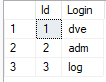 Id Login
1 1 dve
2 2 adm
3 3 log